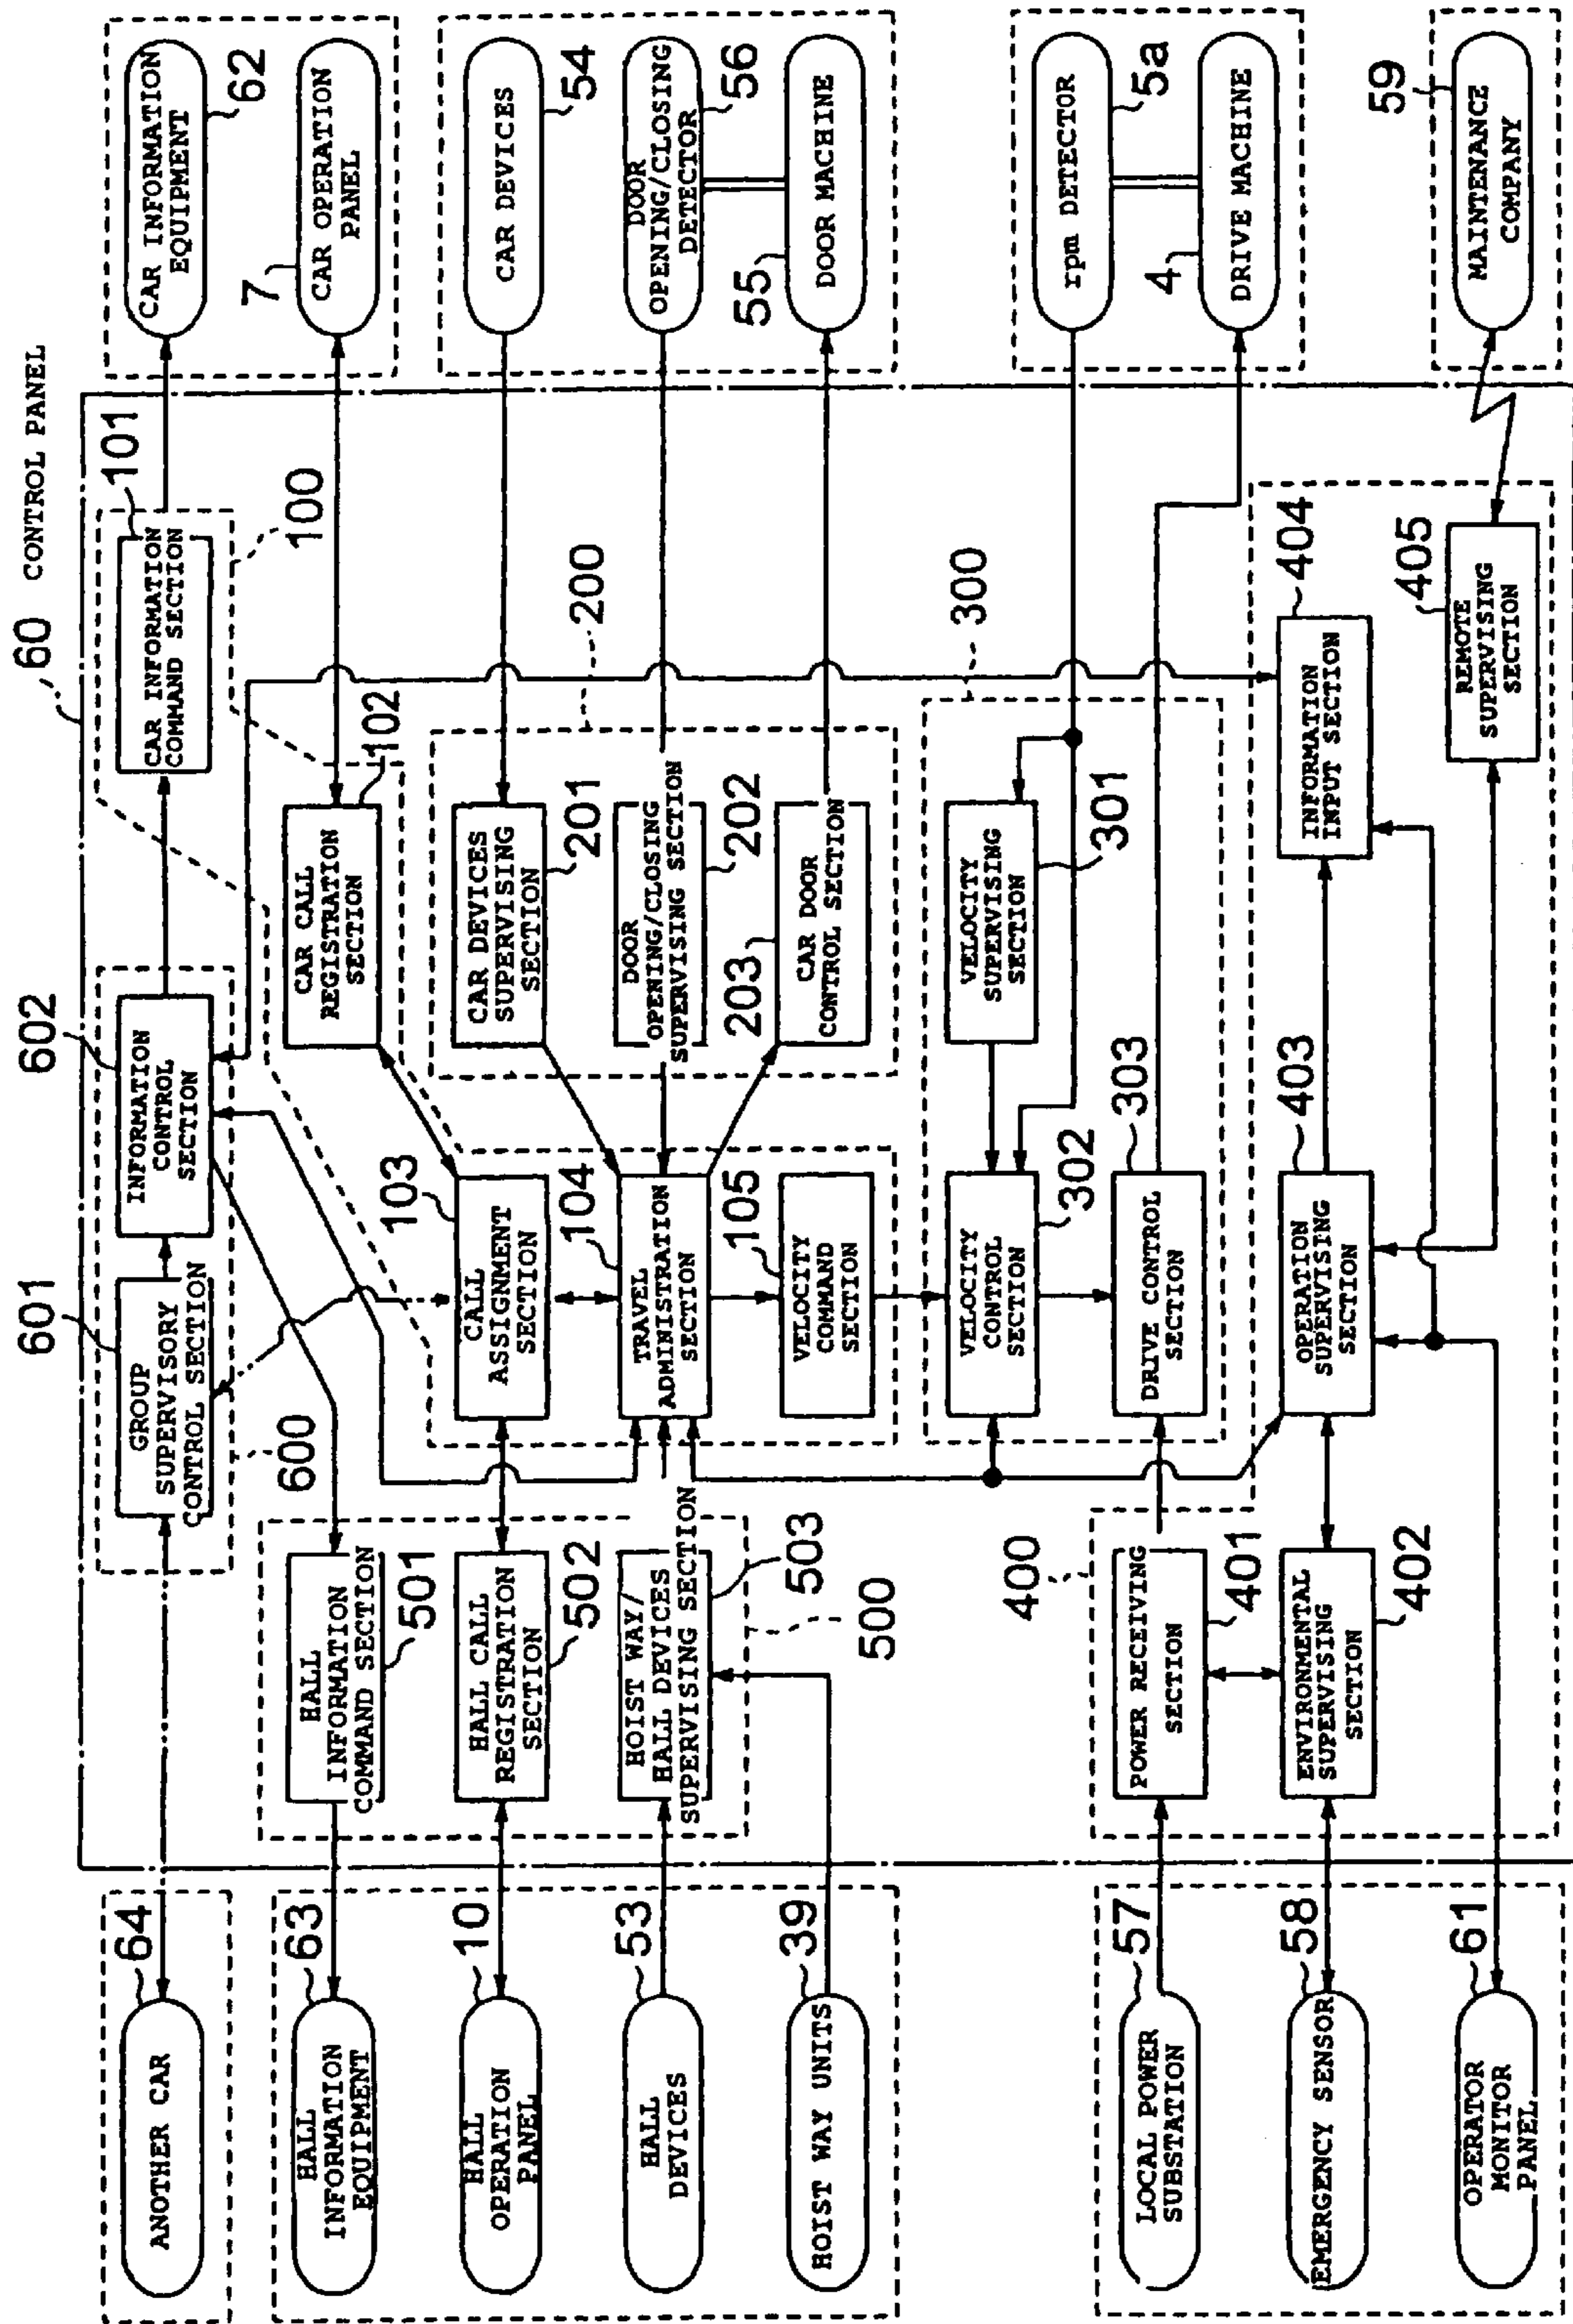 60 CONTROL PANEL
ANOTHER CAR
64
HALL
INFORMATION
EQUIPMENT
63
HALL
OPERATION
PANEL
10
HALL
DEVICES
53
HOIST WAY UNITS
39
LOCAL POWER
SUBSTATION
57
EMERGENCY SENSOR
58
OPERATOR
MONITOR
PANEL
61
601
GROUP
SUPERVISORY
CONTROL SECTION
600
602
INFORMATION
CONTROL
SECTION
HALL
INFORMATION
COMMAND SECTION
501
HALL CALL
REGISTRATION
SECTION
502
HOIST WAY/
HALL DEVICES
SUPERVISING SECTION
503
500
400
POWER RECEIVING
SECTION
401
ENVIRONMENTAL
SUPERVISING
SECTION
402
103
CALL
ASSIGNMENT
SECTION
104
TRAVEL
ADMINISTRATION
SECTION
105
VELOCITY
COMMAND
SECTION
VELOCITY
CONTROL
SECTION
302
303
DRIVE CONTROL
SECTION
403
OPERATION
SUPERVISING
SECTION
101
CAR INFORMATION
COMMAND SECTION
100
102
CAR CALL
REGISTRATION
SECTION
CAR DEVICES
SUPERVISING
SECTION
201
200
DOOR
OPENING/CLOSING
SUPERVISING SECTION
202
203
CAR DOOR
CONTROL SECTION
VELOCITY
SUPERVISING
SECTION
301
300
404
INFORMATION
INPUT SECTION
405
REMOTE
SUPERVISING
SECTION
CAR INFORMATION
EQUIPMENT
62
7
CAR OPERATION
PANEL
CAR DEVICES
54
DOOR
OPENING/CLOSING
DETECTOR
56
55
DOOR MACHINE
rpm DETECTOR
5a
4
DRIVE MACHINE
59
MAINTENANCE
COMPANY